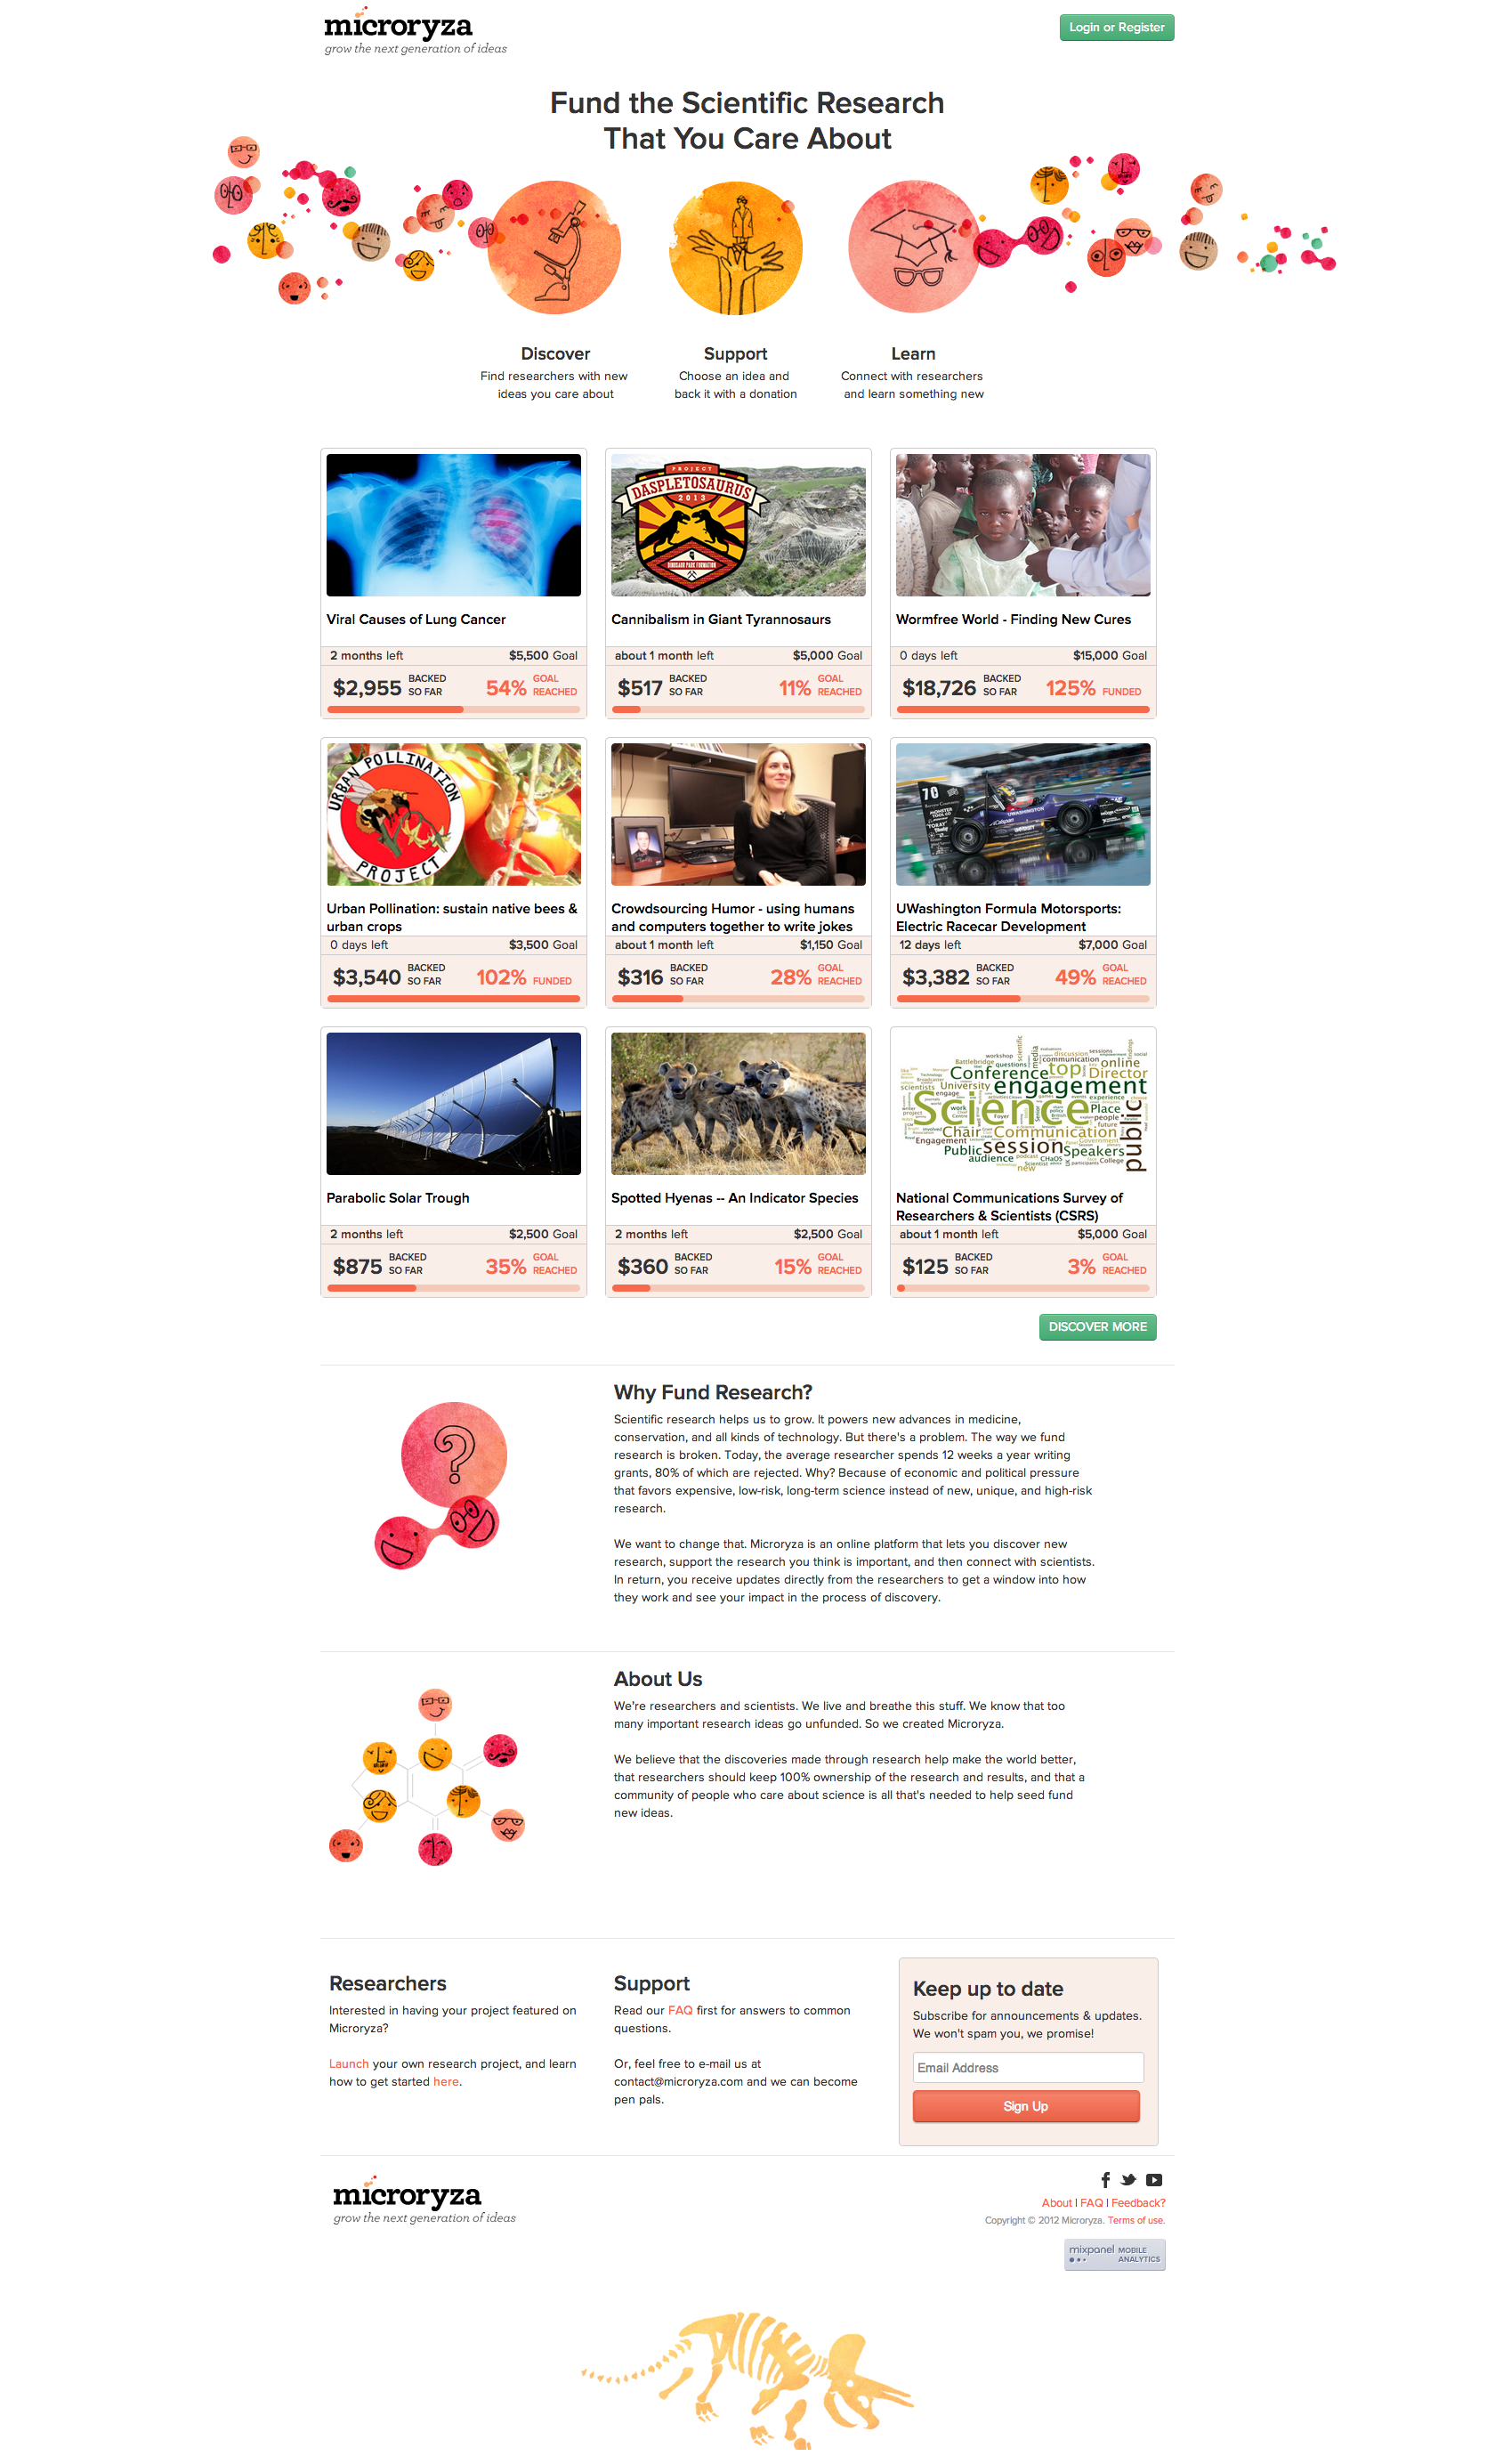 microryza
grow the next generation of ideas
Login or Register
Fund the Scientific Research
That You Care About
Discover
Find researchers with new
ideas you care about
Support
Choose an idea and
back it with a donation
Learn
Connect with researchers
and learn something new
Viral Causes of Lung Cancer
2 months left $5,500 Goal
$2,955 BACKED SO FAR 54% GOAL REACHED
PROJECT
DASPLETOSAURUS
2013
DINOSAUR PARK FORMATION
Cannibalism in Giant Tyrannosaurs
about 1 month left $5,000 Goal
$517 BACKED SO FAR 11% GOAL REACHED
Wormfree World - Finding New Cures
0 days left $15,000 Goal
$18,726 BACKED SO FAR 125% FUNDED
URBAN POLLINATION
PROJECT
Urban Pollination: sustain native bees &
urban crops
0 days left $3,500 Goal
$3,540 BACKED SO FAR 102% FUNDED
Crowdsourcing Humor - using humans
and computers together to write jokes
about 1 month left $1,150 Goal
$316 BACKED SO FAR 28% GOAL REACHED
70
UWashington Formula Motorsports:
Electric Racecar Development
12 days left $7,000 Goal
$3,382 BACKED SO FAR 49% GOAL REACHED
Parabolic Solar Trough
2 months left $2,500 Goal
$875 BACKED SO FAR 35% GOAL REACHED
Spotted Hyenas -- An Indicator Species
2 months left $2,500 Goal
$360 BACKED SO FAR 15% GOAL REACHED
scientific
workshop
discussion sessions
Battlebridge questions media communication online
Conference top Director
scientists University engagement
engage experience
Science Place
work people
future
Chair Communication public
Engagement session
Public Speakers
audience podcast CHaOS College
new Scientist
National Communications Survey of
Researchers & Scientists (CSRS)
about 1 month left $5,000 Goal
$125 BACKED SO FAR 3% GOAL REACHED
DISCOVER MORE
Why Fund Research?
Scientific research helps us to grow. It powers new advances in medicine,
conservation, and all kinds of technology. But there's a problem. The way we fund
research is broken. Today, the average researcher spends 12 weeks a year writing
grants, 80% of which are rejected. Why? Because of economic and political pressure
that favors expensive, low-risk, long-term science instead of new, unique, and high-risk
research.
We want to change that. Microryza is an online platform that lets you discover new
research, support the research you think is important, and then connect with scientists.
In return, you receive updates directly from the researchers to get a window into how
they work and see your impact in the process of discovery.
About Us
We're researchers and scientists. We live and breathe this stuff. We know that too
many important research ideas go unfunded. So we created Microryza.
We believe that the discoveries made through research help make the world better,
that researchers should keep 100% ownership of the research and results, and that a
community of people who care about science is all that's needed to help seed fund
new ideas.
Researchers
Interested in having your project featured on
Microryza?
Launch your own research project, and learn
how to get started here.
Support
Read our FAQ first for answers to common
questions.
Or, feel free to e-mail us at
contact@microryza.com and we can become
pen pals.
Keep up to date
Subscribe for announcements & updates.
We won't spam you, we promise!
Email Address
Sign Up
microryza
grow the next generation of ideas
About | FAQ | Feedback?
Copyright © 2012 Microryza. Terms of use.
mixpanel MOBILE ANALYTICS